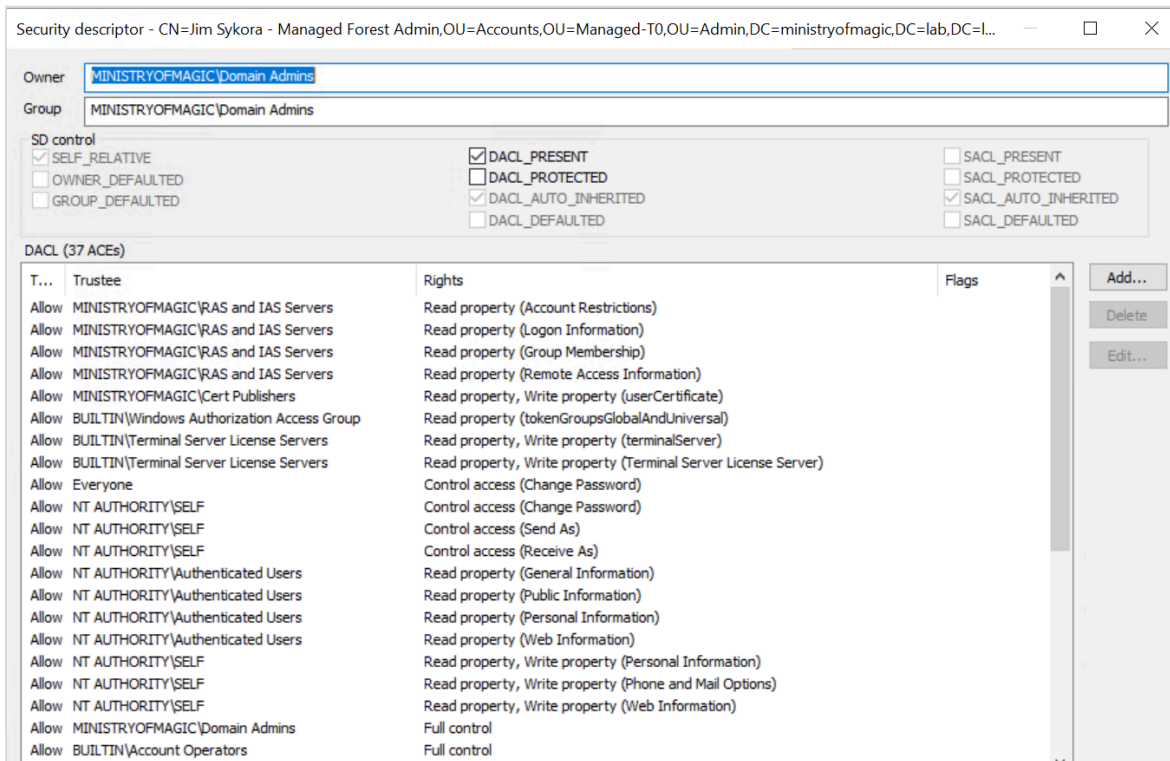 Security descriptor - CN=Jim Sykora - Managed Forest Admin,OU=Accounts,OU=Managed-T0,OU=Admin,DC=ministryofmagic,DC=lab,DC=l...
Owner MINISTRYOFMAGIC\Domain Admins
Group MINISTRYOFMAGIC\Domain Admins
SD control
SELF_RELATIVE DACL_PRESENT SACL_PRESENT
OWNER_DEFAULTED DACL_PROTECTED SACL_PROTECTED
GROUP_DEFAULTED DACL_AUTO_INHERITED SACL_AUTO_INHERITED
DACL_DEFAULTED SACL_DEFAULTED
DACL (37 ACEs)
T... Trustee Rights Flags Add...
Allow MINISTRYOFMAGIC\RAS and IAS Servers Read property (Account Restrictions) Delete
Allow MINISTRYOFMAGIC\RAS and IAS Servers Read property (Logon Information)
Allow MINISTRYOFMAGIC\RAS and IAS Servers Read property (Group Membership) Edit...
Allow MINISTRYOFMAGIC\RAS and IAS Servers Read property (Remote Access Information)
Allow MINISTRYOFMAGIC\Cert Publishers Read property, Write property (userCertificate)
Allow BUILTIN\Windows Authorization Access Group Read property (tokenGroupsGlobalAndUniversal)
Allow BUILTIN\Terminal Server License Servers Read property, Write property (terminalServer)
Allow BUILTIN\Terminal Server License Servers Read property, Write property (Terminal Server License Server)
Allow Everyone Control access (Change Password)
Allow NT AUTHORITY\SELF Control access (Change Password)
Allow NT AUTHORITY\SELF Control access (Send As)
Allow NT AUTHORITY\SELF Control access (Receive As)
Allow NT AUTHORITY\Authenticated Users Read property (General Information)
Allow NT AUTHORITY\Authenticated Users Read property (Public Information)
Allow NT AUTHORITY\Authenticated Users Read property (Personal Information)
Allow NT AUTHORITY\Authenticated Users Read property (Web Information)
Allow NT AUTHORITY\SELF Read property, Write property (Personal Information)
Allow NT AUTHORITY\SELF Read property, Write property (Phone and Mail Options)
Allow NT AUTHORITY\SELF Read property, Write property (Web Information)
Allow MINISTRYOFMAGIC\Domain Admins Full control
Allow BUILTIN\Account Operators Full control